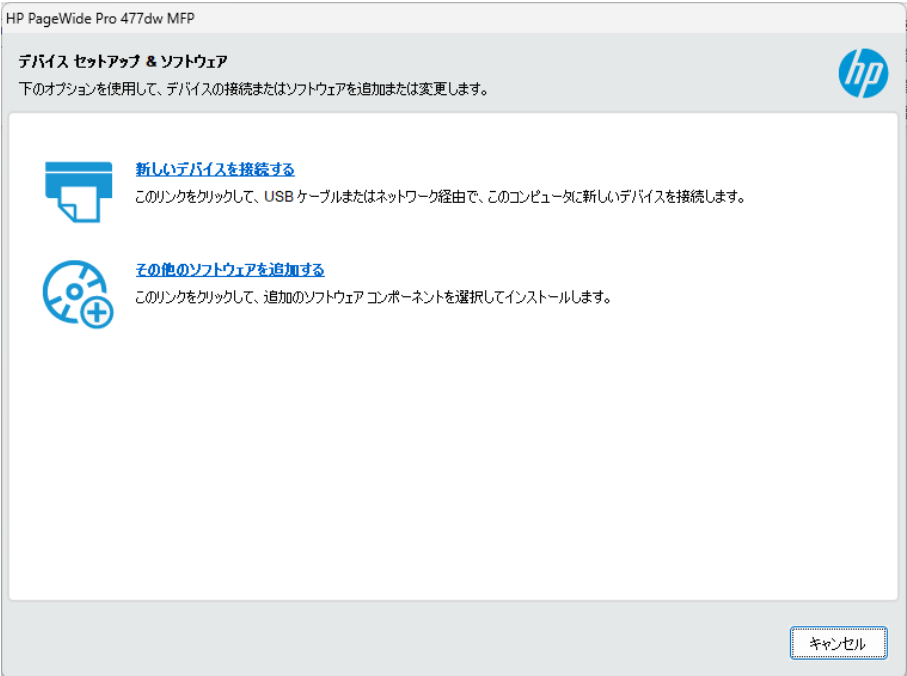 HP PageWide Pro 477dw MFP
デバイス セットアップ & ソフトウェア
下のオプションを使用して、デバイスの接続またはソフトウェアを追加または変更します。
hp
新しいデバイスを接続する
このリンクをクリックして、USB ケーブルまたはネットワーク経由で、このコンピュータに新しいデバイスを接続します。
その他のソフトウェアを追加する
このリンクをクリックして、追加のソフトウェア コンポーネントを選択してインストールします。
キャンセル